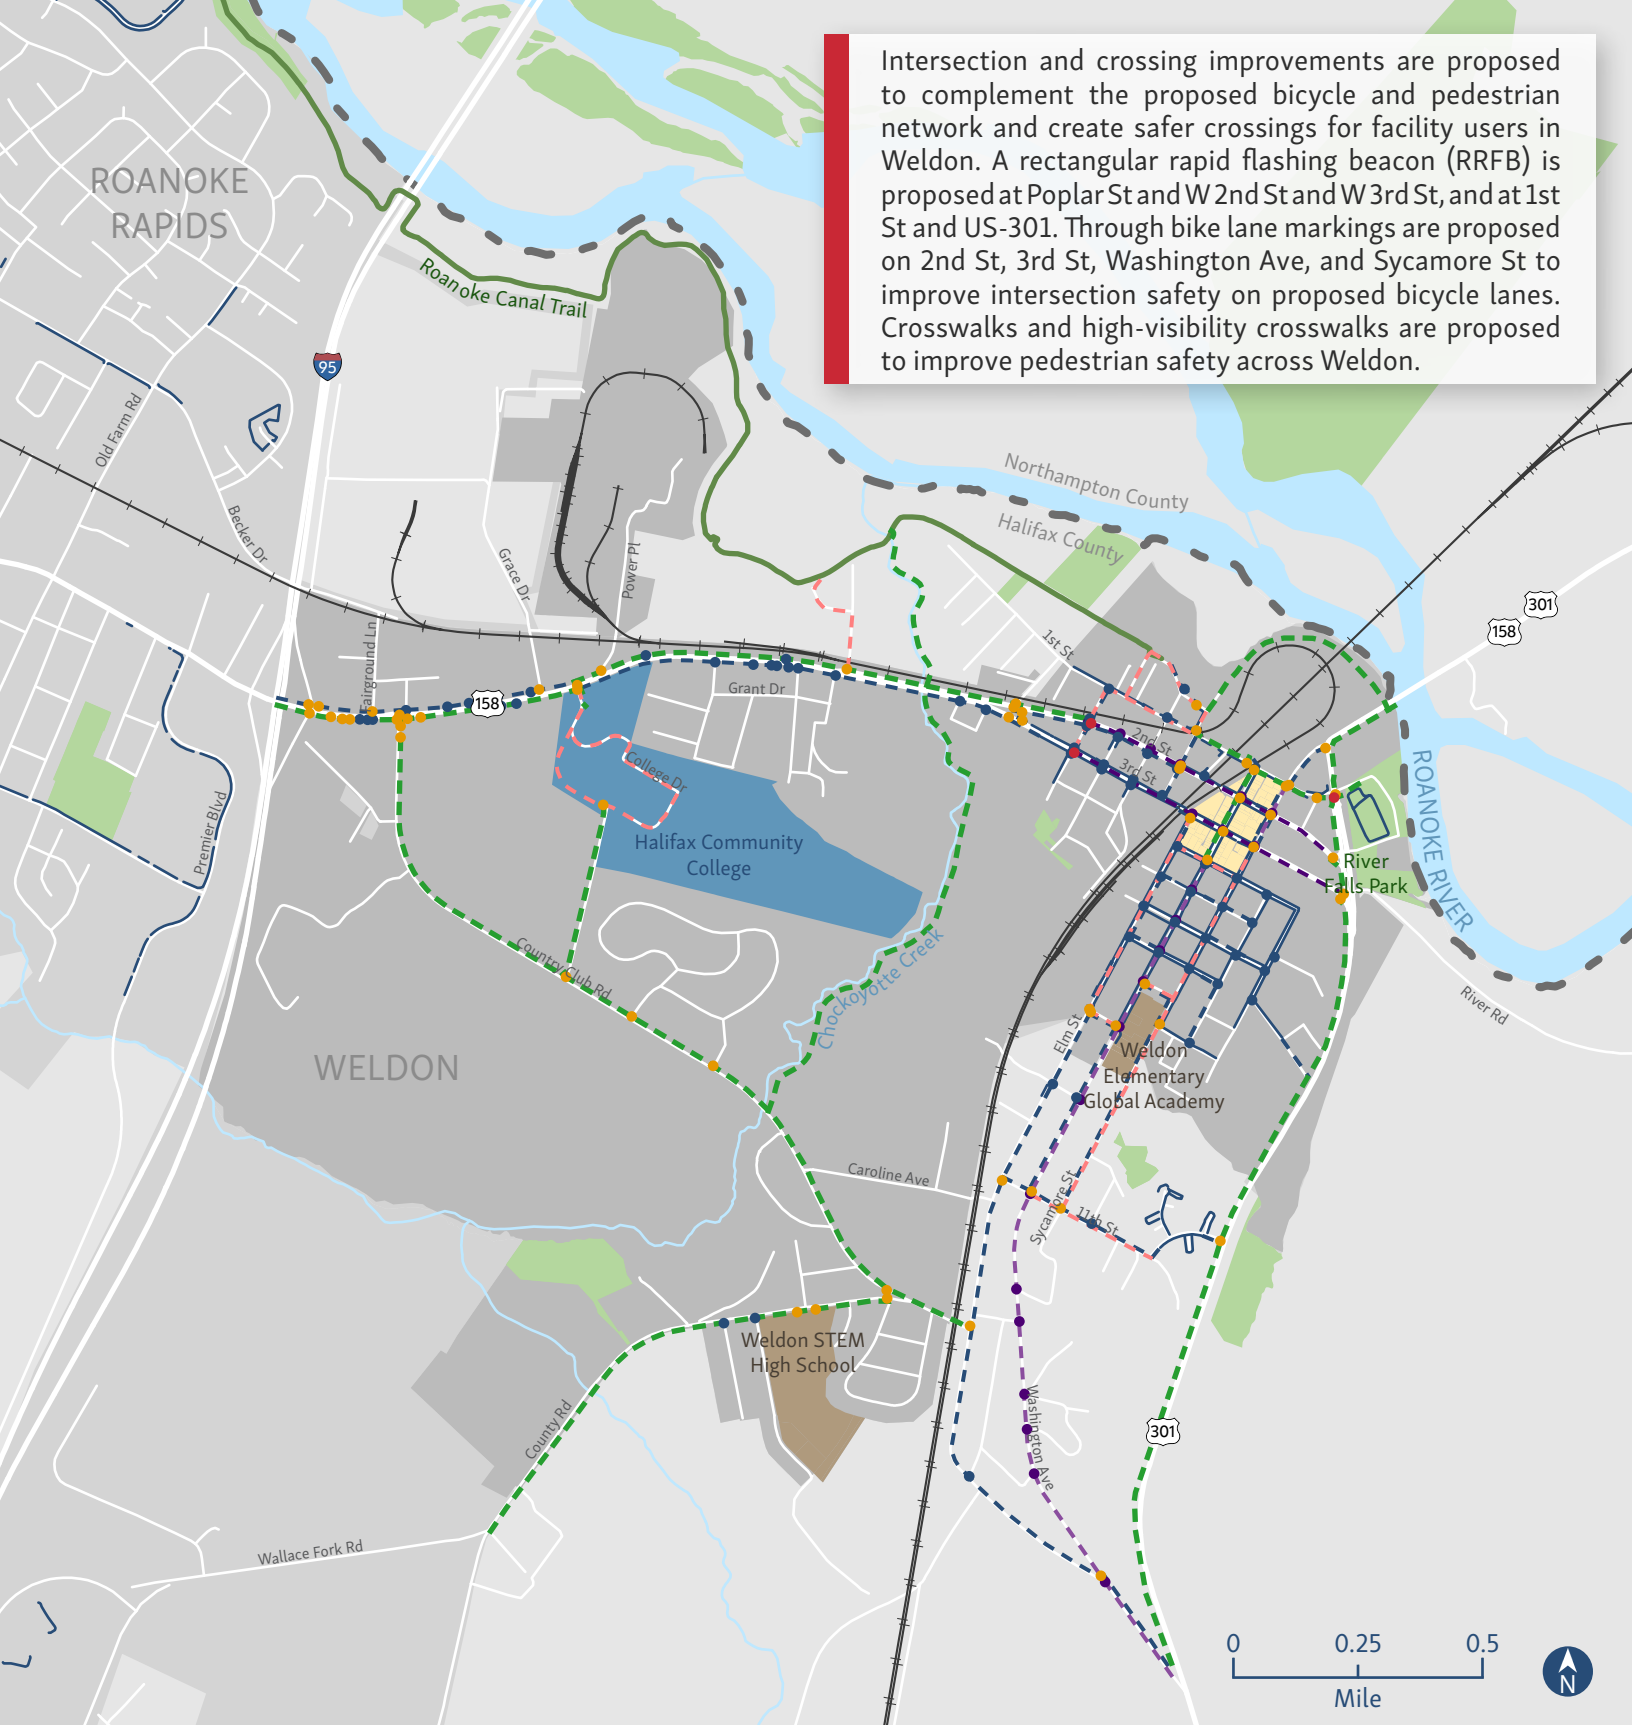 Intersection and crossing improvements are proposed
to complement the proposed bicycle and pedestrian
network and create safer crossings for facility users in
Weldon. A rectangular rapid flashing beacon (RRFB) is
proposed at Poplar St and W 2nd St and W 3rd St, and at 1st
St and US-301. Through bike lane markings are proposed
on 2nd St, 3rd St, Washington Ave, and Sycamore St to
improve intersection safety on proposed bicycle lanes.
Crosswalks and high-visibility crosswalks are proposed
to improve pedestrian safety across Weldon.
ROANOKE
RAPIDS
Roanoke Canal Trail
95
Old Farm Rd
Becker Dr
Grace Dr
Power Pl
Northampton County
Halifax County
301
158
1st St
Fairground Ln
158
Grant Dr
2nd St
3rd St
College Dr
Premier Blvd
Halifax Community
College
River
Falls Park
ROANOKE RIVER
Country Club Rd
Chockoyotte Creek
River Rd
WELDON
Elm St
Weldon
Elementary
Global Academy
Caroline Ave
Sycamore St
11th St
Weldon STEM
High School
County Rd
Washington Ave
301
Wallace Fork Rd
0 0.25 0.5
Mile
N